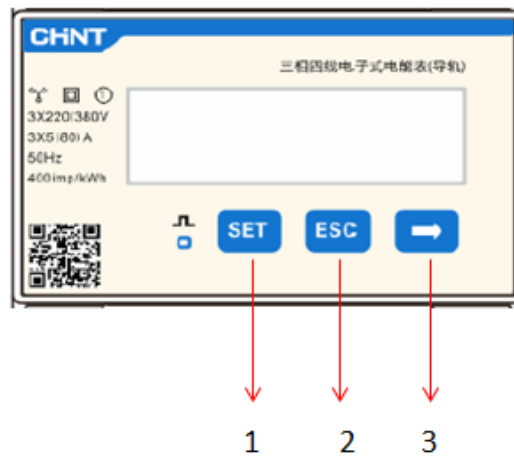 CHNT
三相四线电子式电能表(导轨)
3X220/380V
3X5(80)A
50Hz
400imp/kWh
SET
ESC
1
2
3